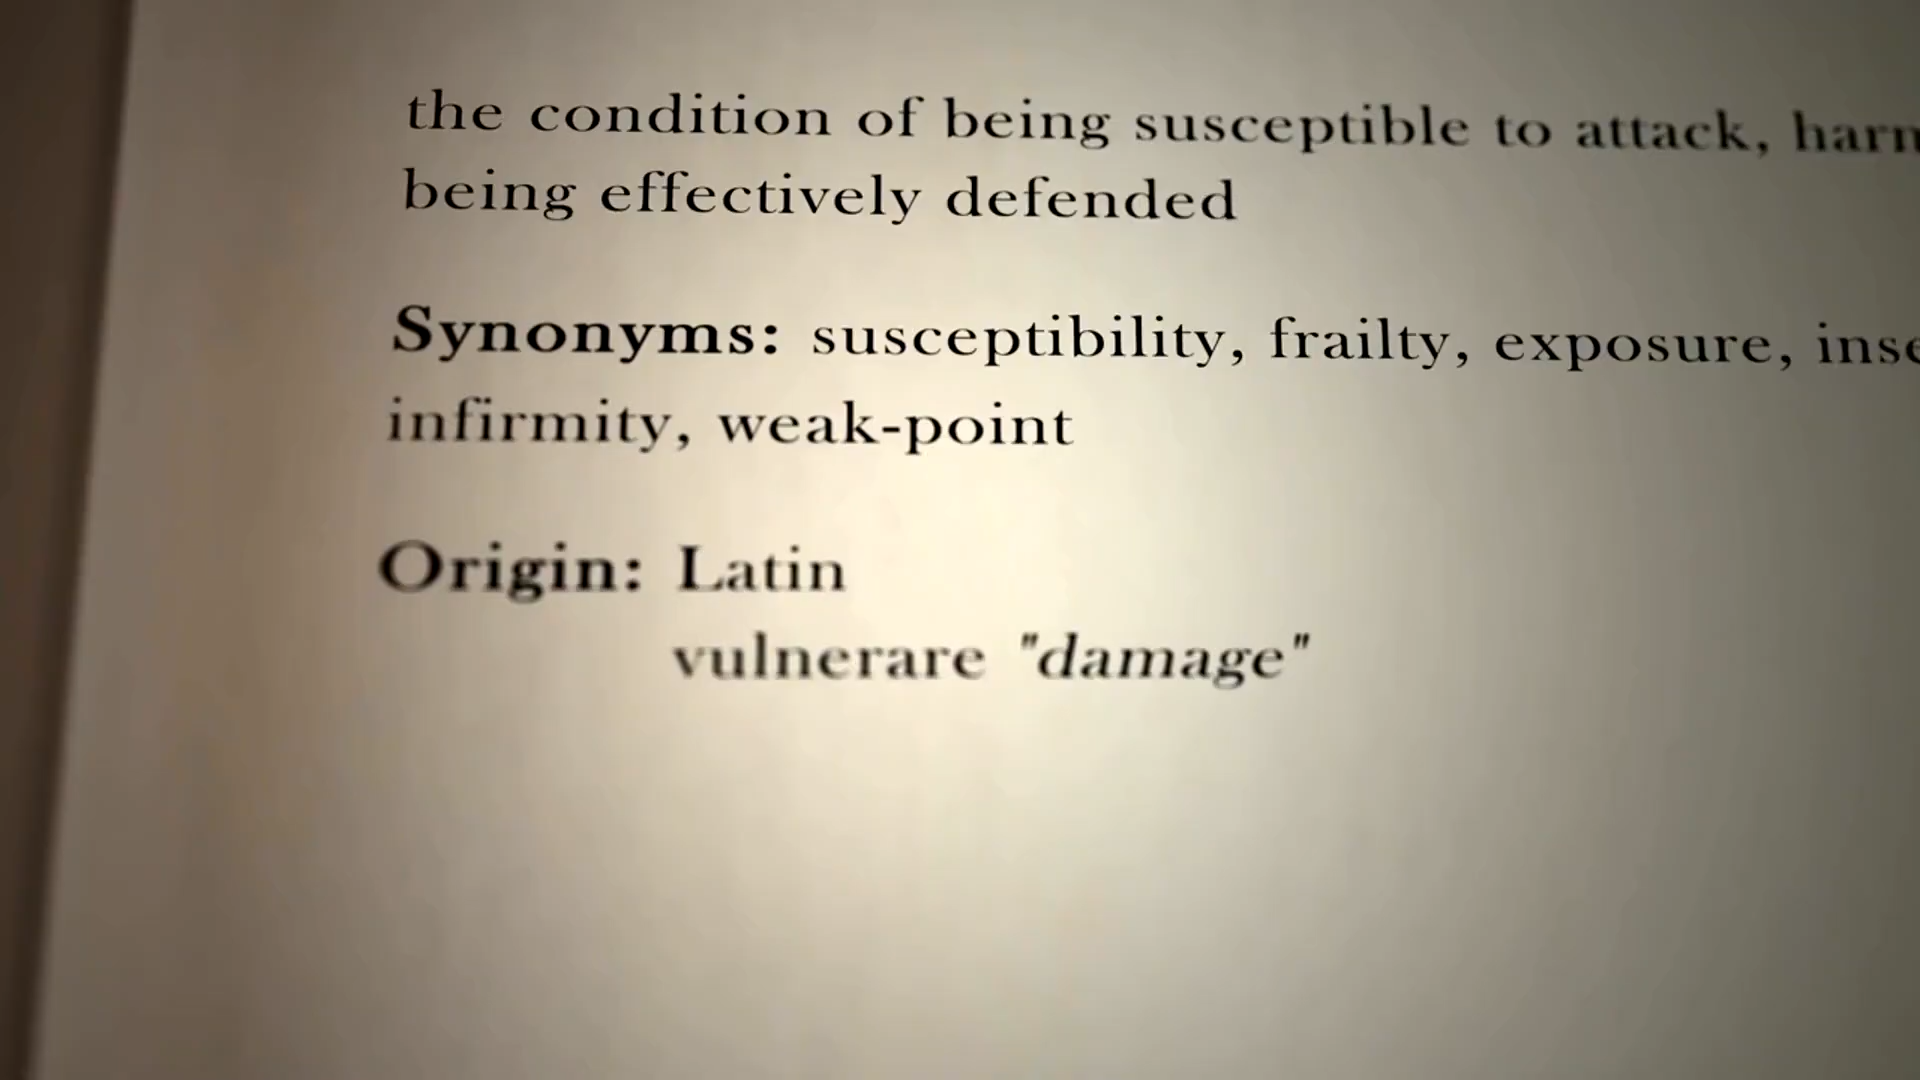 the condition of being susceptible to attack,
being effectively defended
Synonyms: susceptibility, frailty, exposure,
infirmity, weak-point
Origin: Latin
vulnerare "damage"